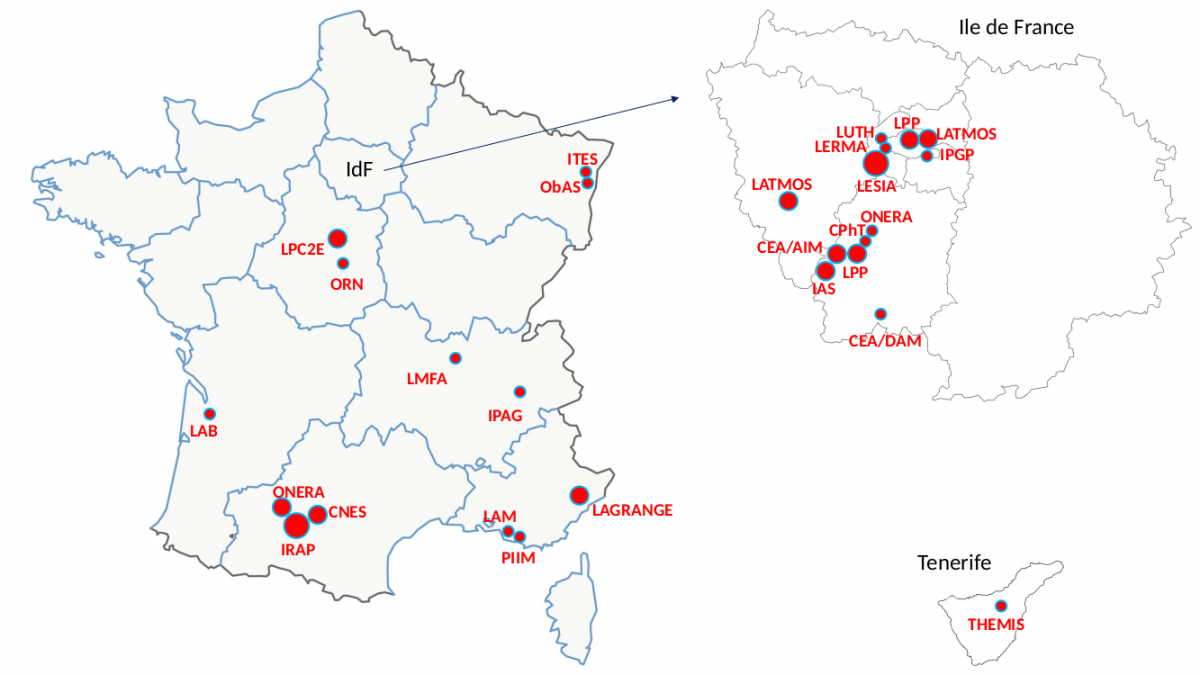 Ile de France
IdF
ITES
ObAS
LPC2E
ORN
LMFA
IPAG
LAB
ONERA
CNES
IRAP
LAM
PIIM
LAGRANGE
LUTH
LPP
LATMOS
LERMA
IPGP
LESIA
LATMOS
ONERA
CPhT
CEA/AIM
LPP
IAS
CEA/DAM
Tenerife
THEMIS